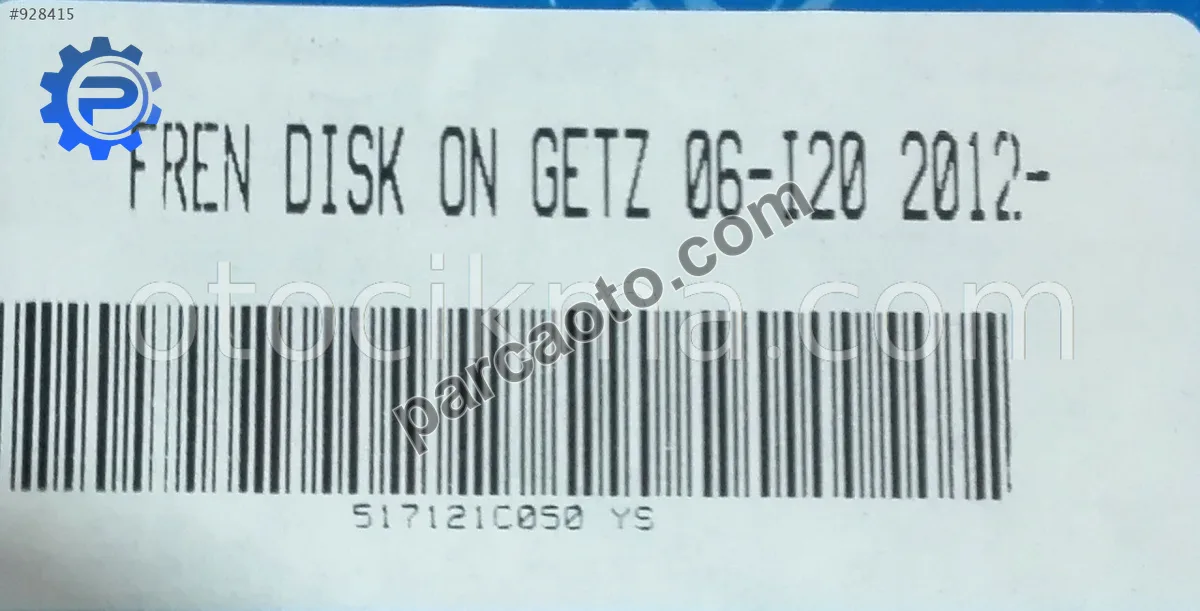 #928415
P
FREN DISK ON GETZ 06-I20 2012.-
parcaoto.com
otocikma.com
517121C050 YS